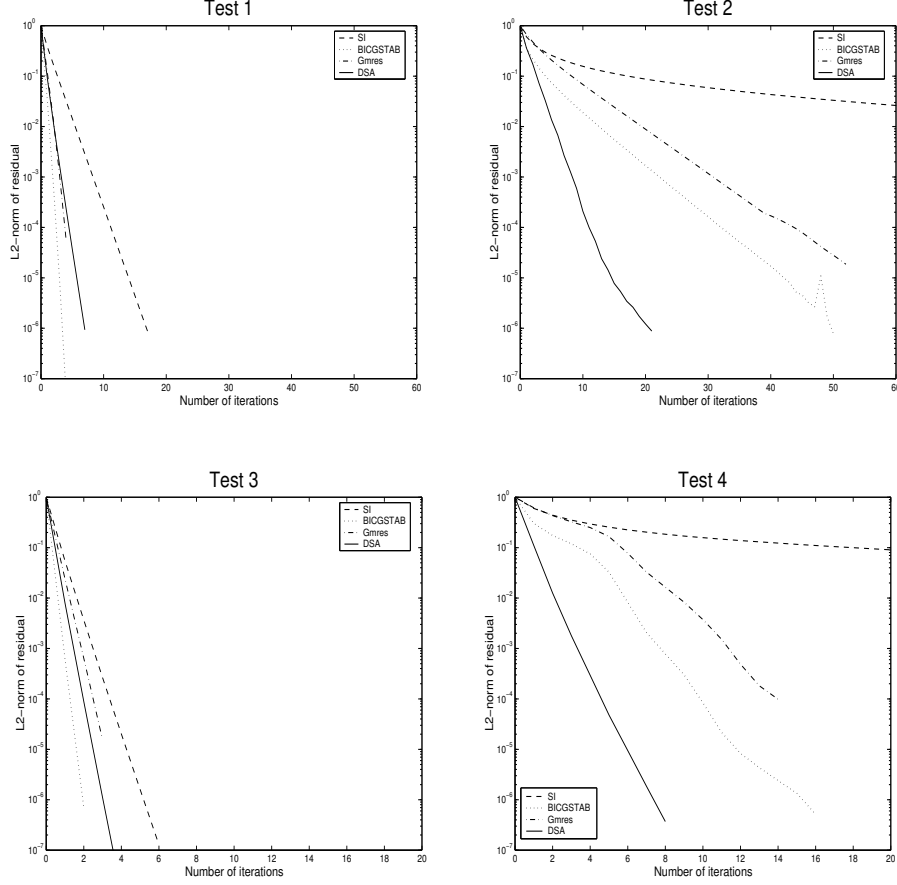 Test 1
10^0
10^-1
10^-2
10^-3
10^-4
10^-5
10^-6
10^-7
L2-norm of residual
0 10 20 30 40 50 60
Number of iterations
SI
BICGSTAB
Gmres
DSA
Test 2
10^0
10^-1
10^-2
10^-3
10^-4
10^-5
10^-6
10^-7
L2-norm of residual
0 10 20 30 40 50 60
Number of iterations
SI
BICGSTAB
Gmres
DSA
Test 3
10^0
10^-1
10^-2
10^-3
10^-4
10^-5
10^-6
10^-7
L2-norm of residual
0 2 4 6 8 10 12 14 16 18 20
Number of iterations
SI
BICGSTAB
Gmres
DSA
Test 4
10^0
10^-1
10^-2
10^-3
10^-4
10^-5
10^-6
10^-7
L2-norm of residual
0 2 4 6 8 10 12 14 16 18 20
Number of iterations
SI
BICGSTAB
Gmres
DSA